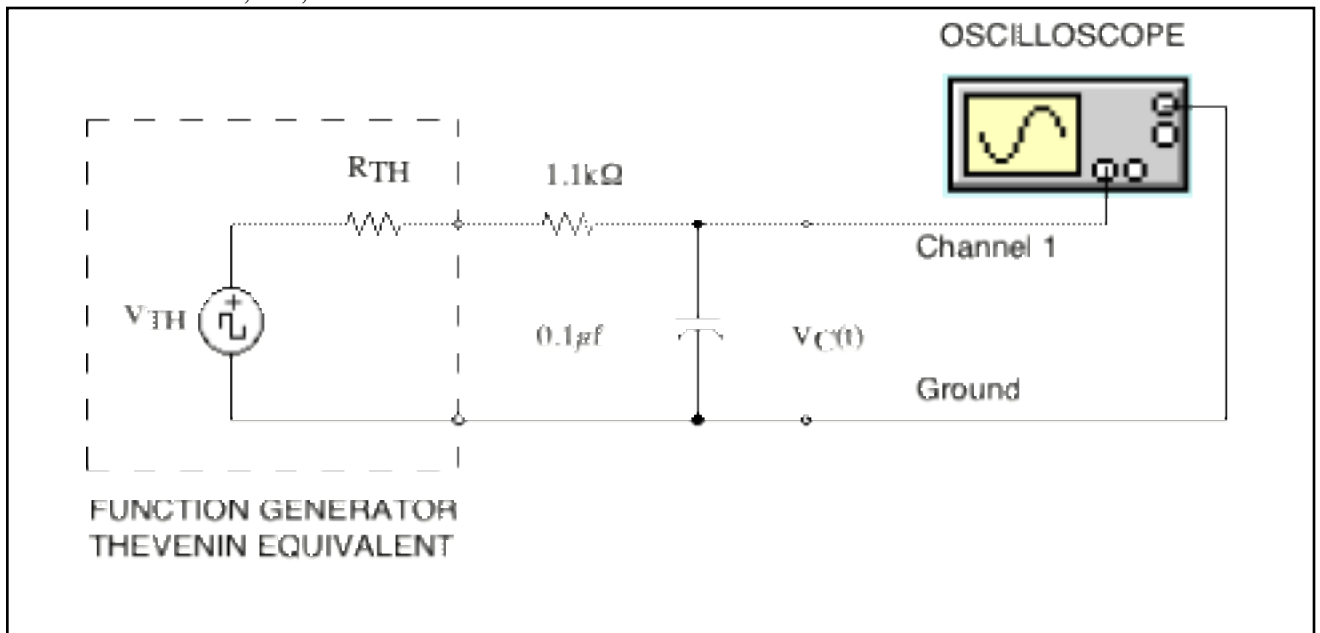 OSCILLOSCOPE
RTH
1.1kΩ
Channel 1
VTH
0.1µf
VC(t)
Ground
FUNCTION GENERATOR
THEVENIN EQUIVALENT